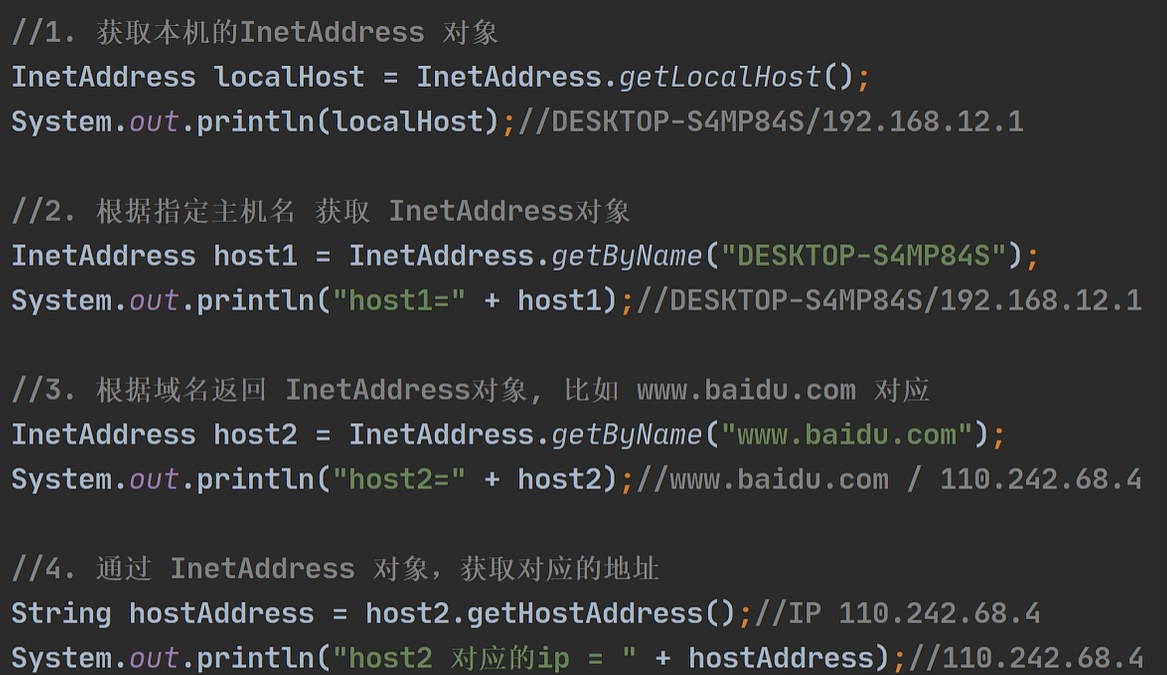 //1. 获取本机的InetAddress 对象
InetAddress localHost = InetAddress.getLocalHost();
System.out.println(localHost);//DESKTOP-S4MP84S/192.168.12.1
//2. 根据指定主机名 获取 InetAddress对象
InetAddress host1 = InetAddress.getByName("DESKTOP-S4MP84S");
System.out.println("host1=" + host1);//DESKTOP-S4MP84S/192.168.12.1
//3. 根据域名返回 InetAddress对象, 比如 www.baidu.com 对应
InetAddress host2 = InetAddress.getByName("www.baidu.com");
System.out.println("host2=" + host2);//www.baidu.com / 110.242.68.4
//4. 通过 InetAddress 对象，获取对应的地址
String hostAddress = host2.getHostAddress();//IP 110.242.68.4
System.out.println("host2 对应的ip = " + hostAddress);//110.242.68.4